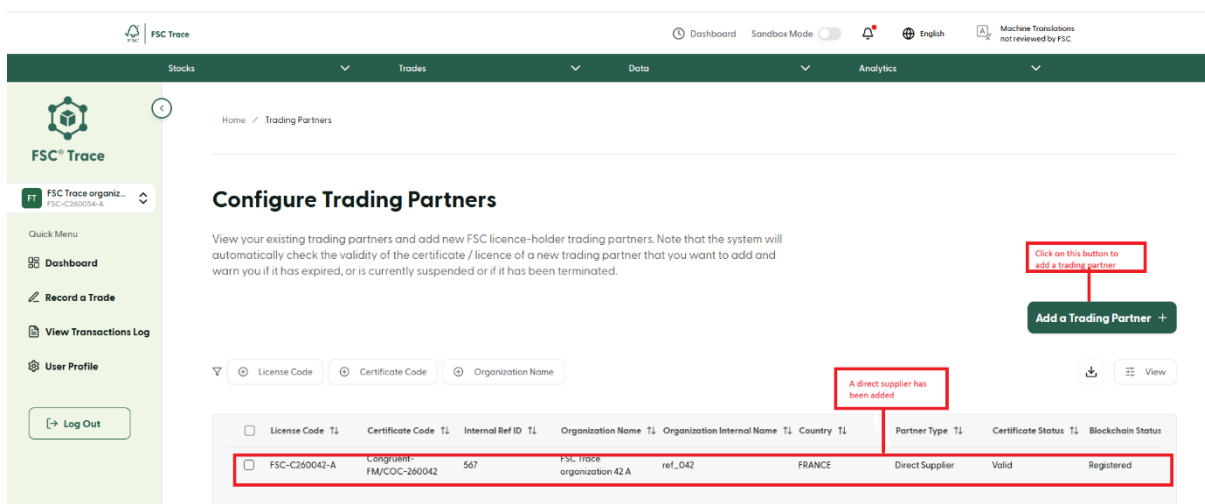 FSC
FSC Trace
Dashboard
Sandbox Mode
English
Machine Translations
not reviewed by FSC
Stocks
Trades
Data
Analytics
FSC® Trace
FT
FSC Trace organiz...
FSC-C260054-A
Quick Menu
Dashboard
Record a Trade
View Transactions Log
User Profile
Log Out
Home / Trading Partners
Configure Trading Partners
View your existing trading partners and add new FSC licence-holder trading partners. Note that the system will
automatically check the validity of the certificate / licence of a new trading partner that you want to add and
warn you if it has expired, or is currently suspended or if it has been terminated.
Click on this button to
add a trading partner
Add a Trading Partner +
License Code
Certificate Code
Organization Name
View
A direct supplier has
been added
License Code Certificate Code Internal Ref ID Organization Name Organization Internal Name Country Partner Type Certificate Status Blockchain Status
FSC-C260042-A
Congruent-
FM/COC-260042
567
FSC Trace
organization 42 A
ref_042
FRANCE
Direct Supplier
Valid
Registered